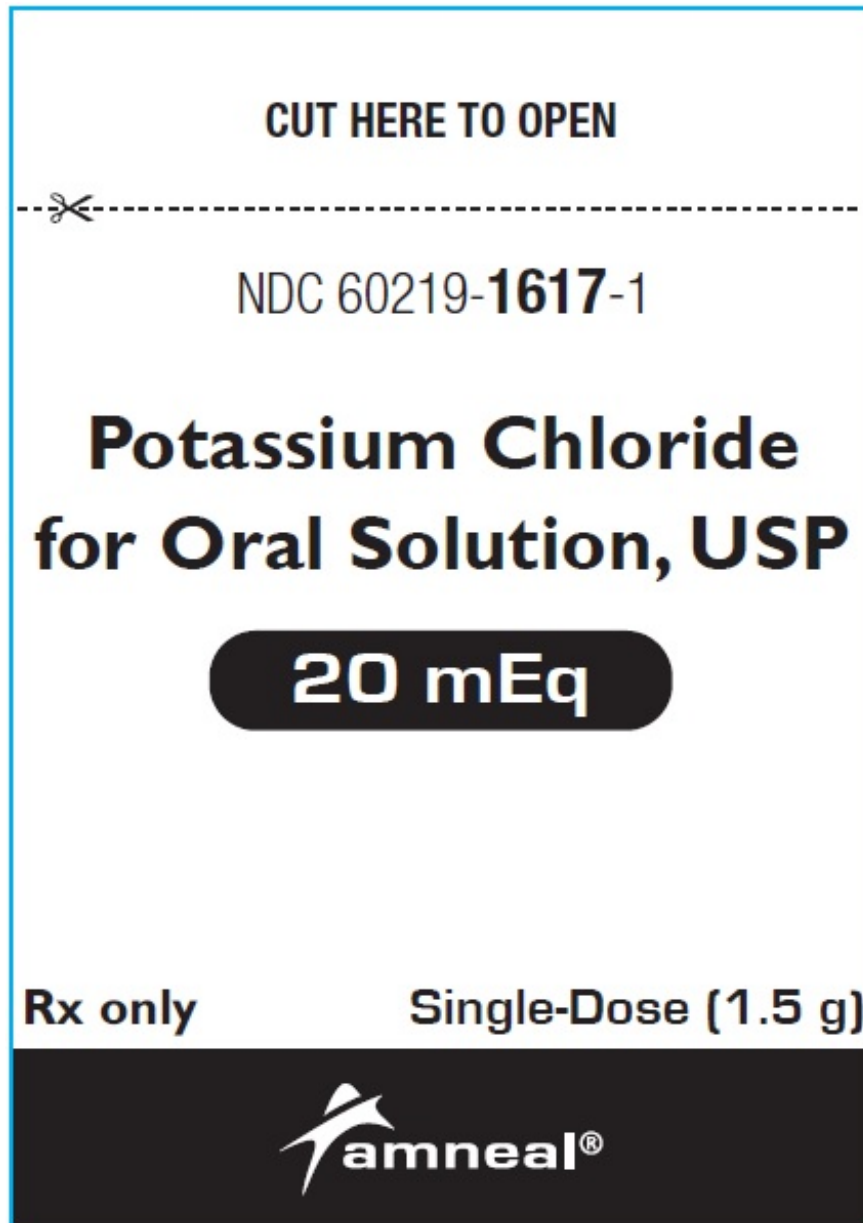 CUT HERE TO OPEN
NDC 60219-1617-1
Potassium Chloride
for Oral Solution, USP
20 mEq
Rx only Single-Dose (1.5 g)
amneal®